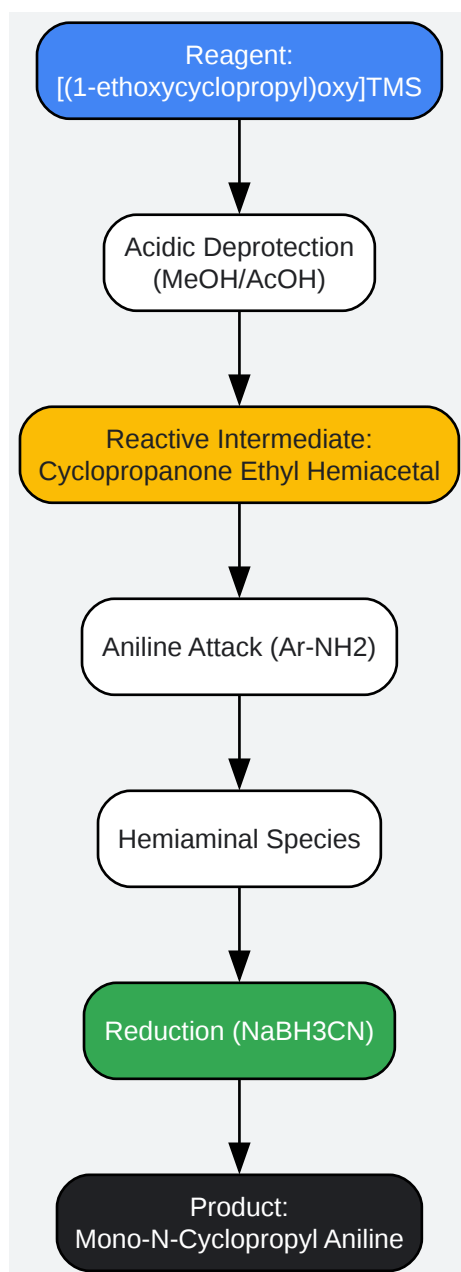 Reagent:
[(1-ethoxycyclopropyl)oxy]TMS
Acidic Deprotection
(MeOH/AcOH)
Reactive Intermediate:
Cyclopropanone Ethyl Hemiacetal
Aniline Attack (Ar-NH2)
Hemiaminal Species
Reduction (NaBH3CN)
Product:
Mono-N-Cyclopropyl Aniline